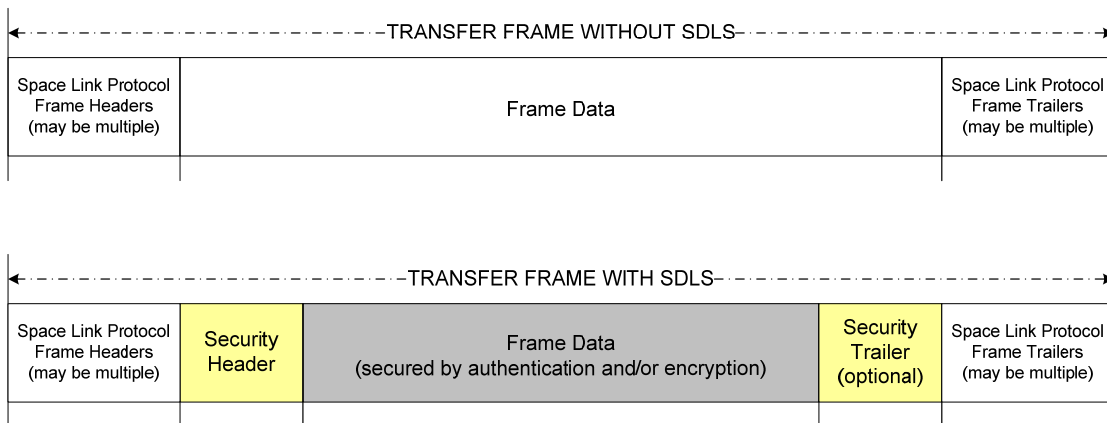 TRANSFER FRAME WITHOUT SDLS
Space Link Protocol
Frame Headers
(may be multiple)
Frame Data
Space Link Protocol
Frame Trailers
(may be multiple)
TRANSFER FRAME WITH SDLS
Space Link Protocol
Frame Headers
(may be multiple)
Security
Header
Frame Data
(secured by authentication and/or encryption)
Security
Trailer
(optional)
Space Link Protocol
Frame Trailers
(may be multiple)